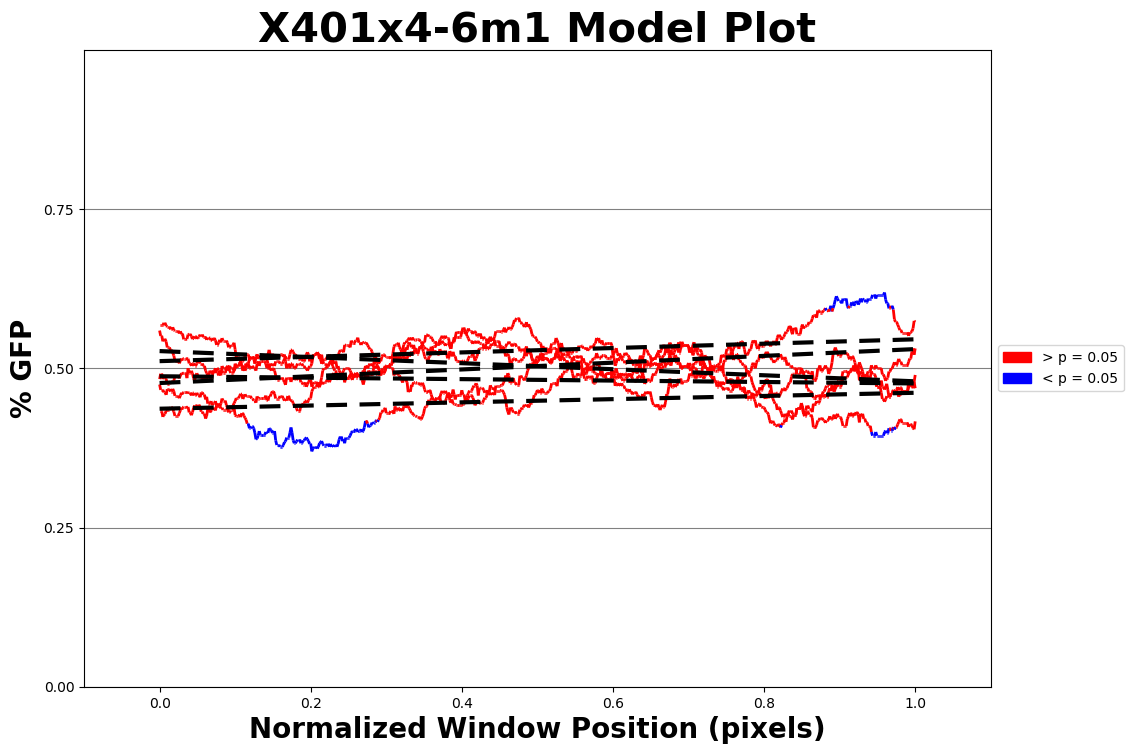 X401x4-6m1 Model Plot
% GFP
0.75
0.50
0.25
0.00
0.0 0.2 0.4 0.6 0.8 1.0
Normalized Window Position (pixels)
> p = 0.05
< p = 0.05